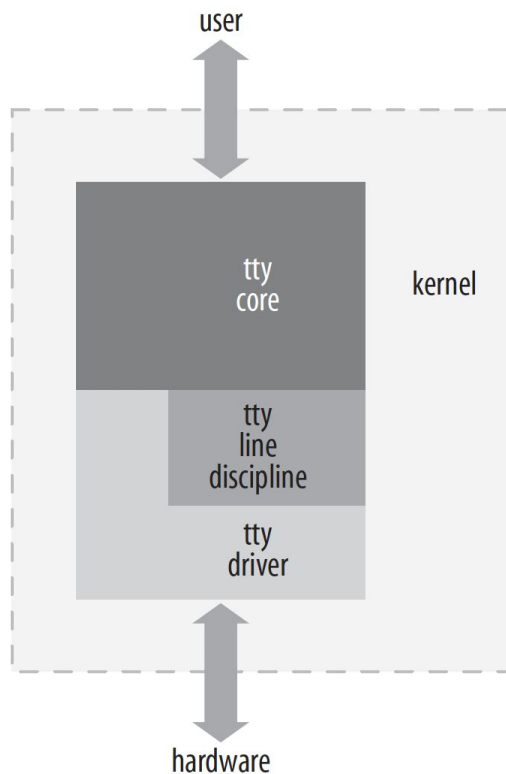 user
tty
core
kernel
tty
line
discipline
tty
driver
hardware